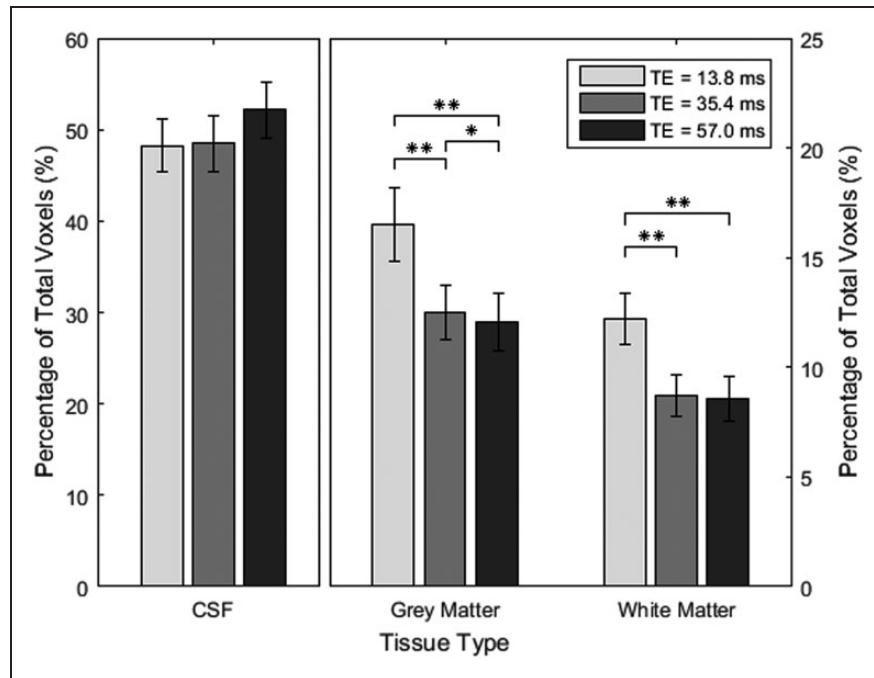 Percentage of Total Voxels (%)
60
50
40
30
20
10
0
TE = 13.8 ms
TE = 35.4 ms
TE = 57.0 ms
**
**
*
**
**
25
20
15
10
5
0
Percentage of Total Voxels (%)
CSF
Grey Matter
White Matter
Tissue Type